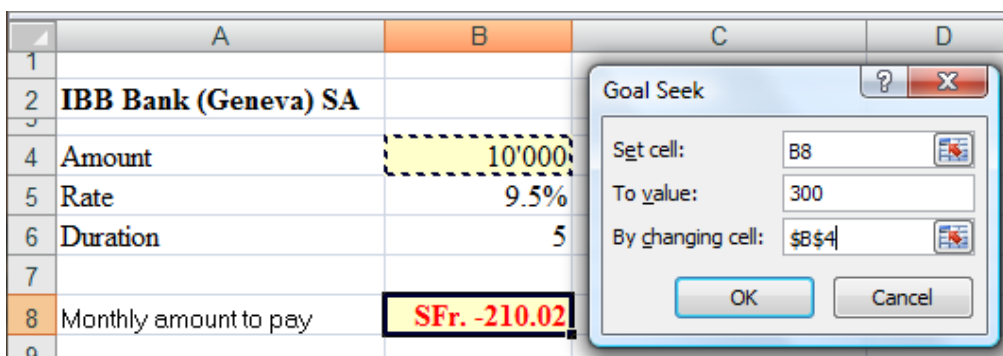 A B C D
1
2 IBB Bank (Geneva) SA
3
4 Amount 10'000
5 Rate 9.5%
6 Duration 5
7
8 Monthly amount to pay SFr. -210.02
9
Goal Seek ? X
Set cell: B8
To value: 300
By changing cell: $B$4
OK Cancel